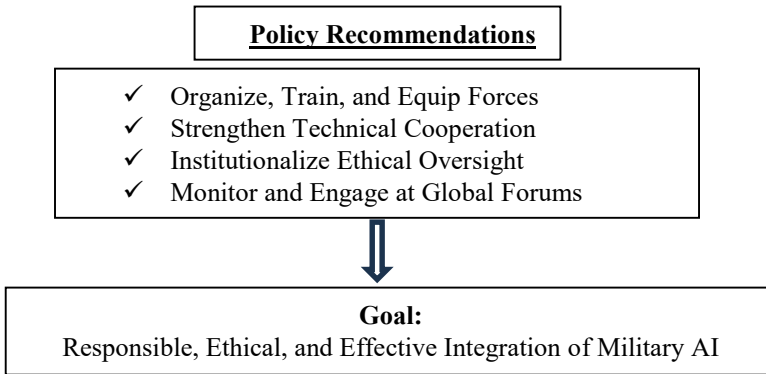 Policy Recommendations
✓ Organize, Train, and Equip Forces
✓ Strengthen Technical Cooperation
✓ Institutionalize Ethical Oversight
✓ Monitor and Engage at Global Forums
Goal:
Responsible, Ethical, and Effective Integration of Military AI